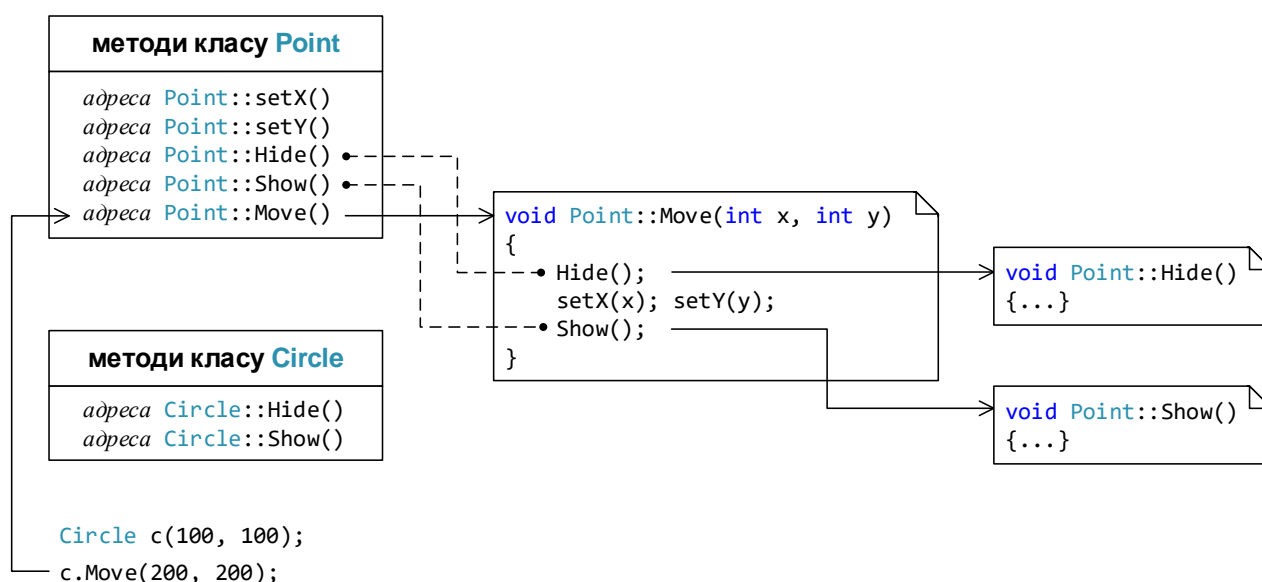 методи класу Point
адреса Point::setX()
адреса Point::setY()
адреса Point::Hide()
адреса Point::Show()
адреса Point::Move()
void Point::Move(int x, int y)
{
Hide();
setX(x); setY(y);
Show();
}
void Point::Hide()
{...}
void Point::Show()
{...}
методи класу Circle
адреса Circle::Hide()
адреса Circle::Show()
Circle c(100, 100);
c.Move(200, 200);